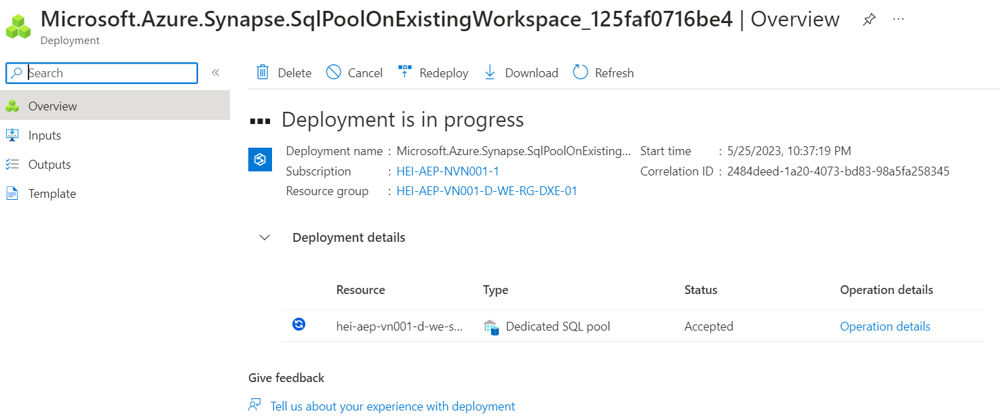 Microsoft.Azure.Synapse.SqlPoolOnExistingWorkspace_125faf0716be4 | Overview
Deployment
Search
Overview
Inputs
Outputs
Template
Delete
Cancel
Redeploy
Download
Refresh
Deployment is in progress
Deployment name : Microsoft.Azure.Synapse.SqlPoolOnExisting...
Subscription : HEI-AEP-NVN001-1
Resource group : HEI-AEP-VN001-D-WE-RG-DXE-01
Start time : 5/25/2023, 10:37:19 PM
Correlation ID : 2484deed-1a20-4073-bd83-98a5fa258345
Deployment details
Resource Type Status Operation details
hei-aep-vn001-d-we-s... Dedicated SQL pool Accepted Operation details
Give feedback
Tell us about your experience with deployment